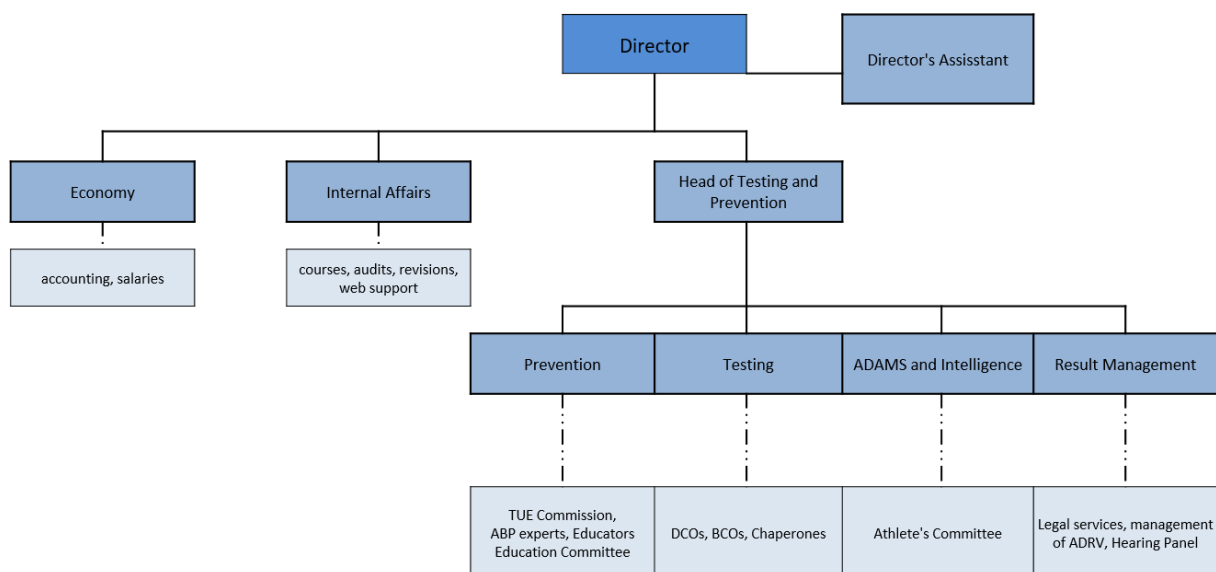 Director
Director's Assisstant
Economy
Internal Affairs
Head of Testing and
Prevention
accounting, salaries
courses, audits, revisions,
web support
Prevention
Testing
ADAMS and Intelligence
Result Management
TUE Commission,
ABP experts, Educators
Education Committee
DCOs, BCOs, Chaperones
Athlete's Committee
Legal services, management
of ADRV, Hearing Panel